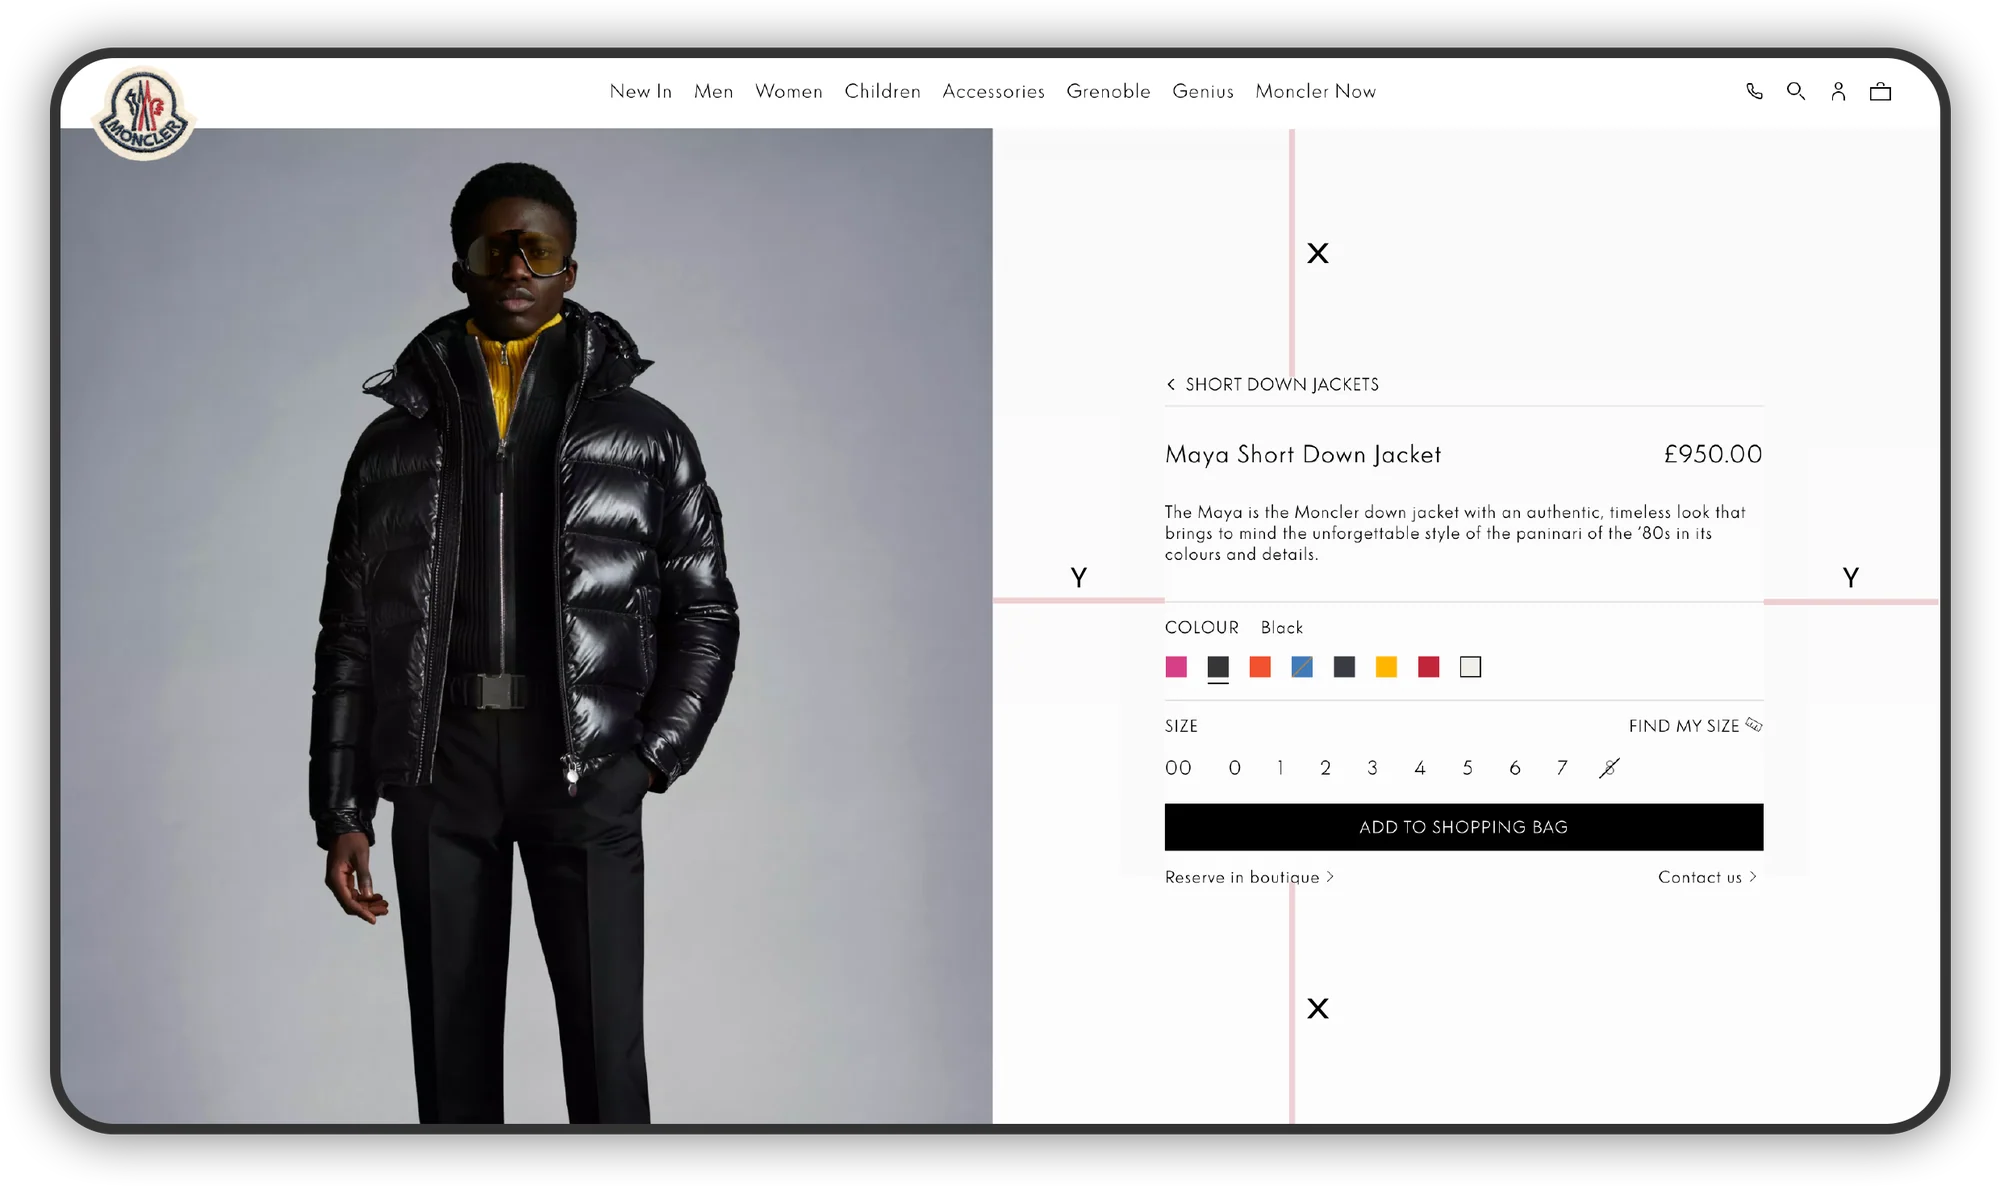 MONCLER
New In Men Women Children Accessories Grenoble Genius Moncler Now
X
SHORT DOWN JACKETS
Maya Short Down Jacket £950.00
The Maya is the Moncler down jacket with an authentic, timeless look that
brings to mind the unforgettable style of the paninari of the ’80s in its
colours and details.
Y Y
COLOUR Black
SIZE FIND MY SIZE
00 0 1 2 3 4 5 6 7 8
ADD TO SHOPPING BAG
Reserve in boutique > Contact us >
X